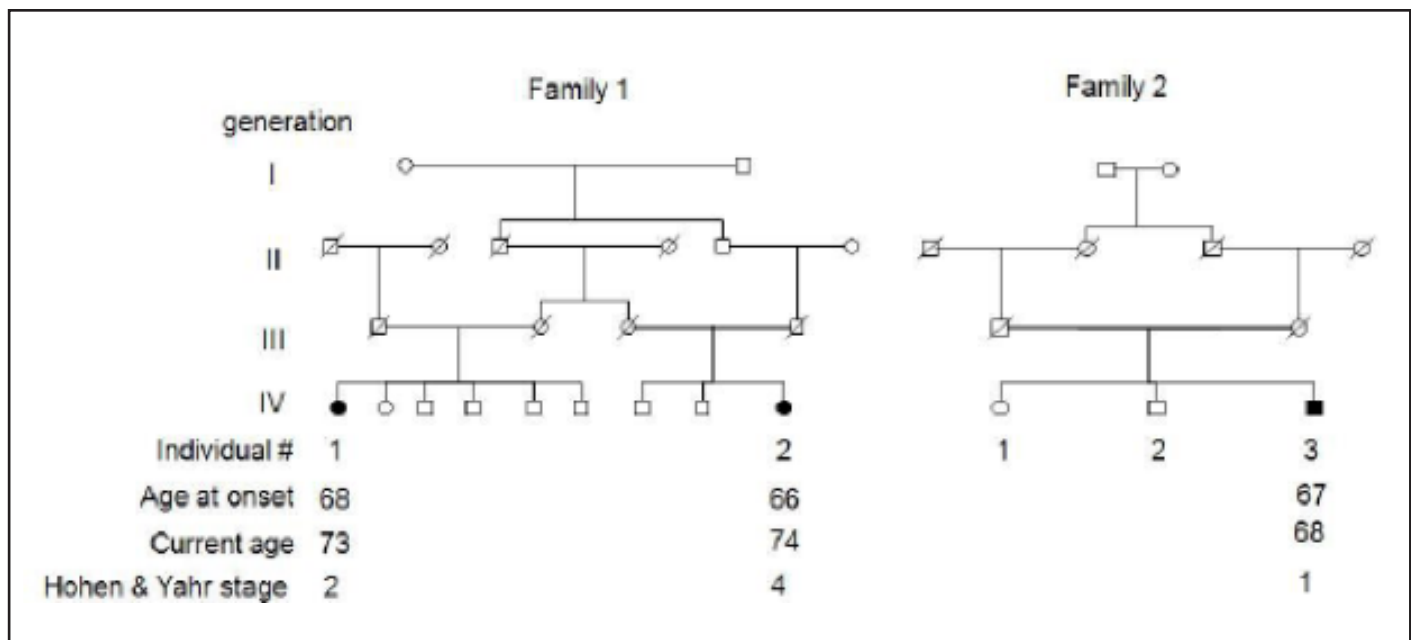 Family 1 Family 2
generation
I
II
III
IV
Individual # 1 2 1 2 3
Age at onset 68 66 67
Current age 73 74 68
Hohen & Yahr stage 2 4 1